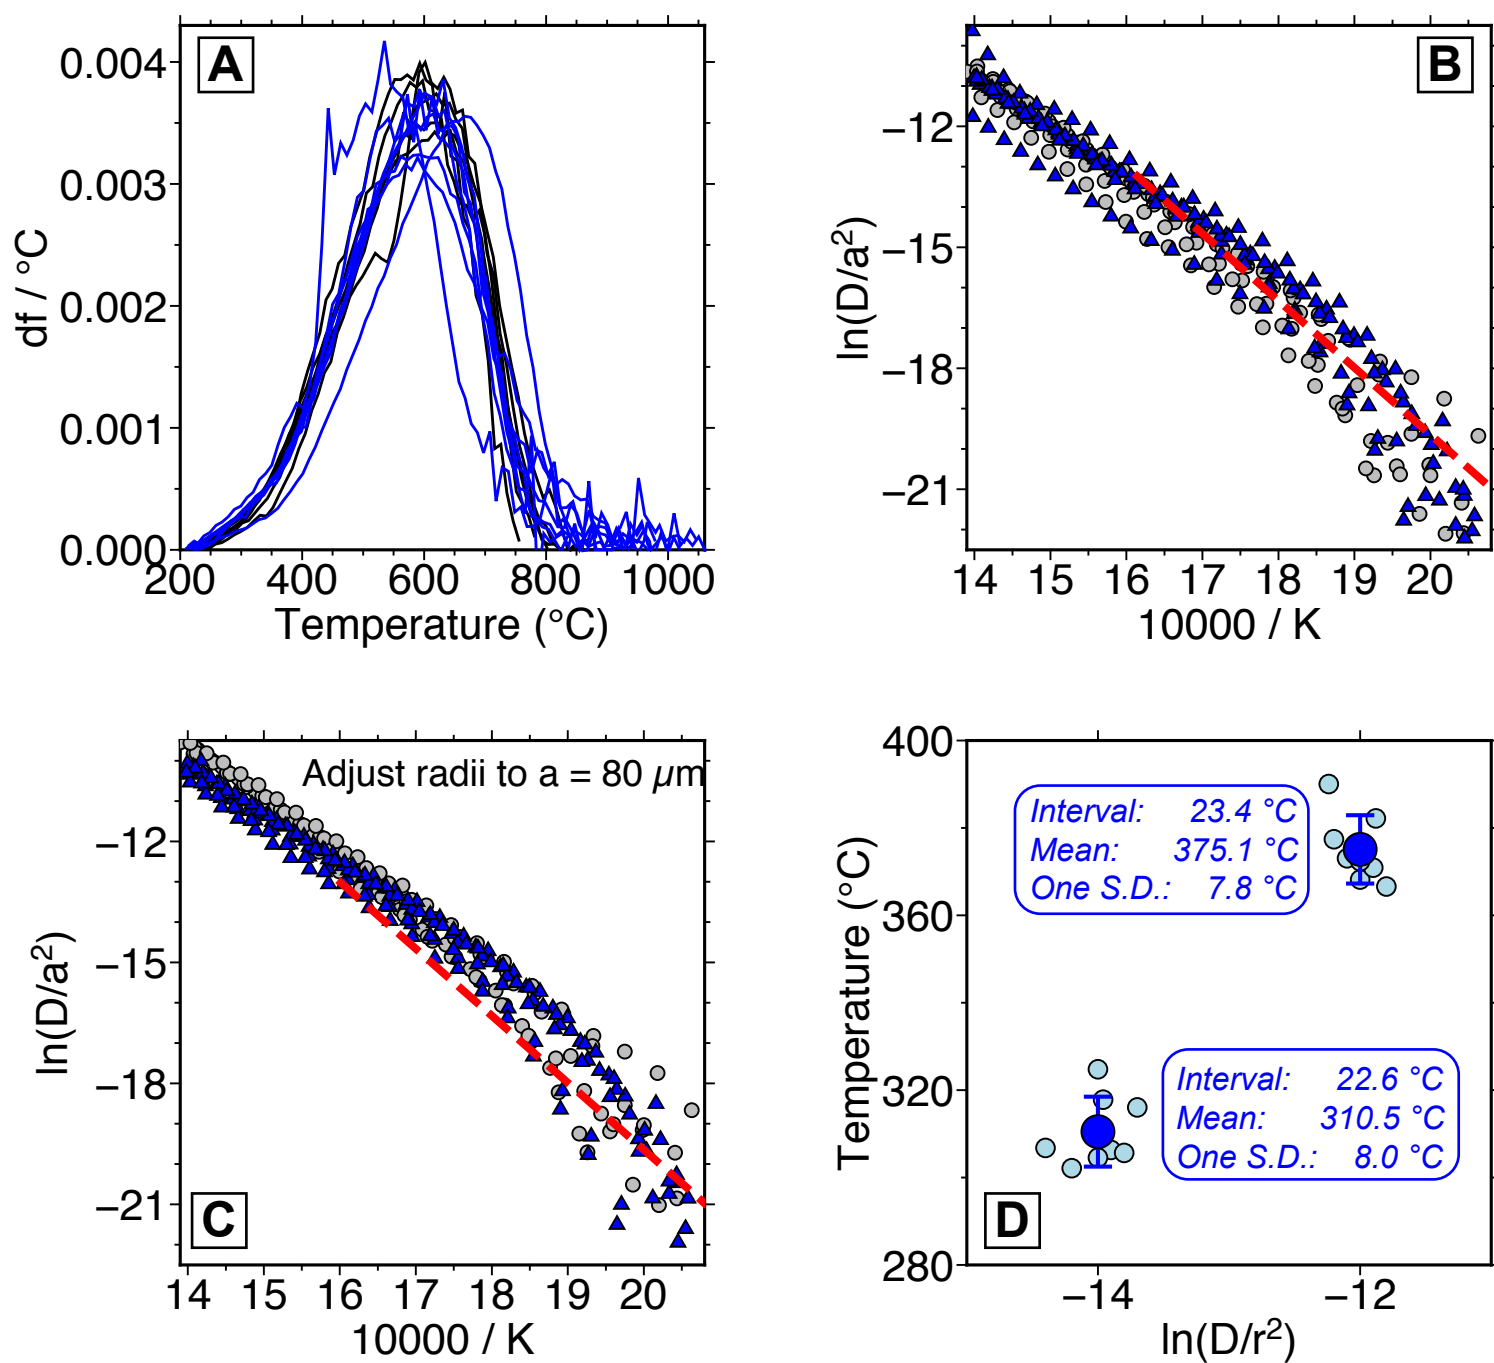 A
df / °C
0.004
0.003
0.002
0.001
0.000
200 400 600 800 1000
Temperature (°C)
B
ln(D/a²)
−12
−15
−18
−21
14 15 16 17 18 19 20
10000 / K
Adjust radii to a = 80 µm
C
ln(D/a²)
−12
−15
−18
−21
14 15 16 17 18 19 20
10000 / K
Temperature (°C)
400
360
320
280
Interval: 23.4 °C
Mean: 375.1 °C
One S.D.: 7.8 °C
Interval: 22.6 °C
Mean: 310.5 °C
One S.D.: 8.0 °C
D
−14 −12
ln(D/r²)